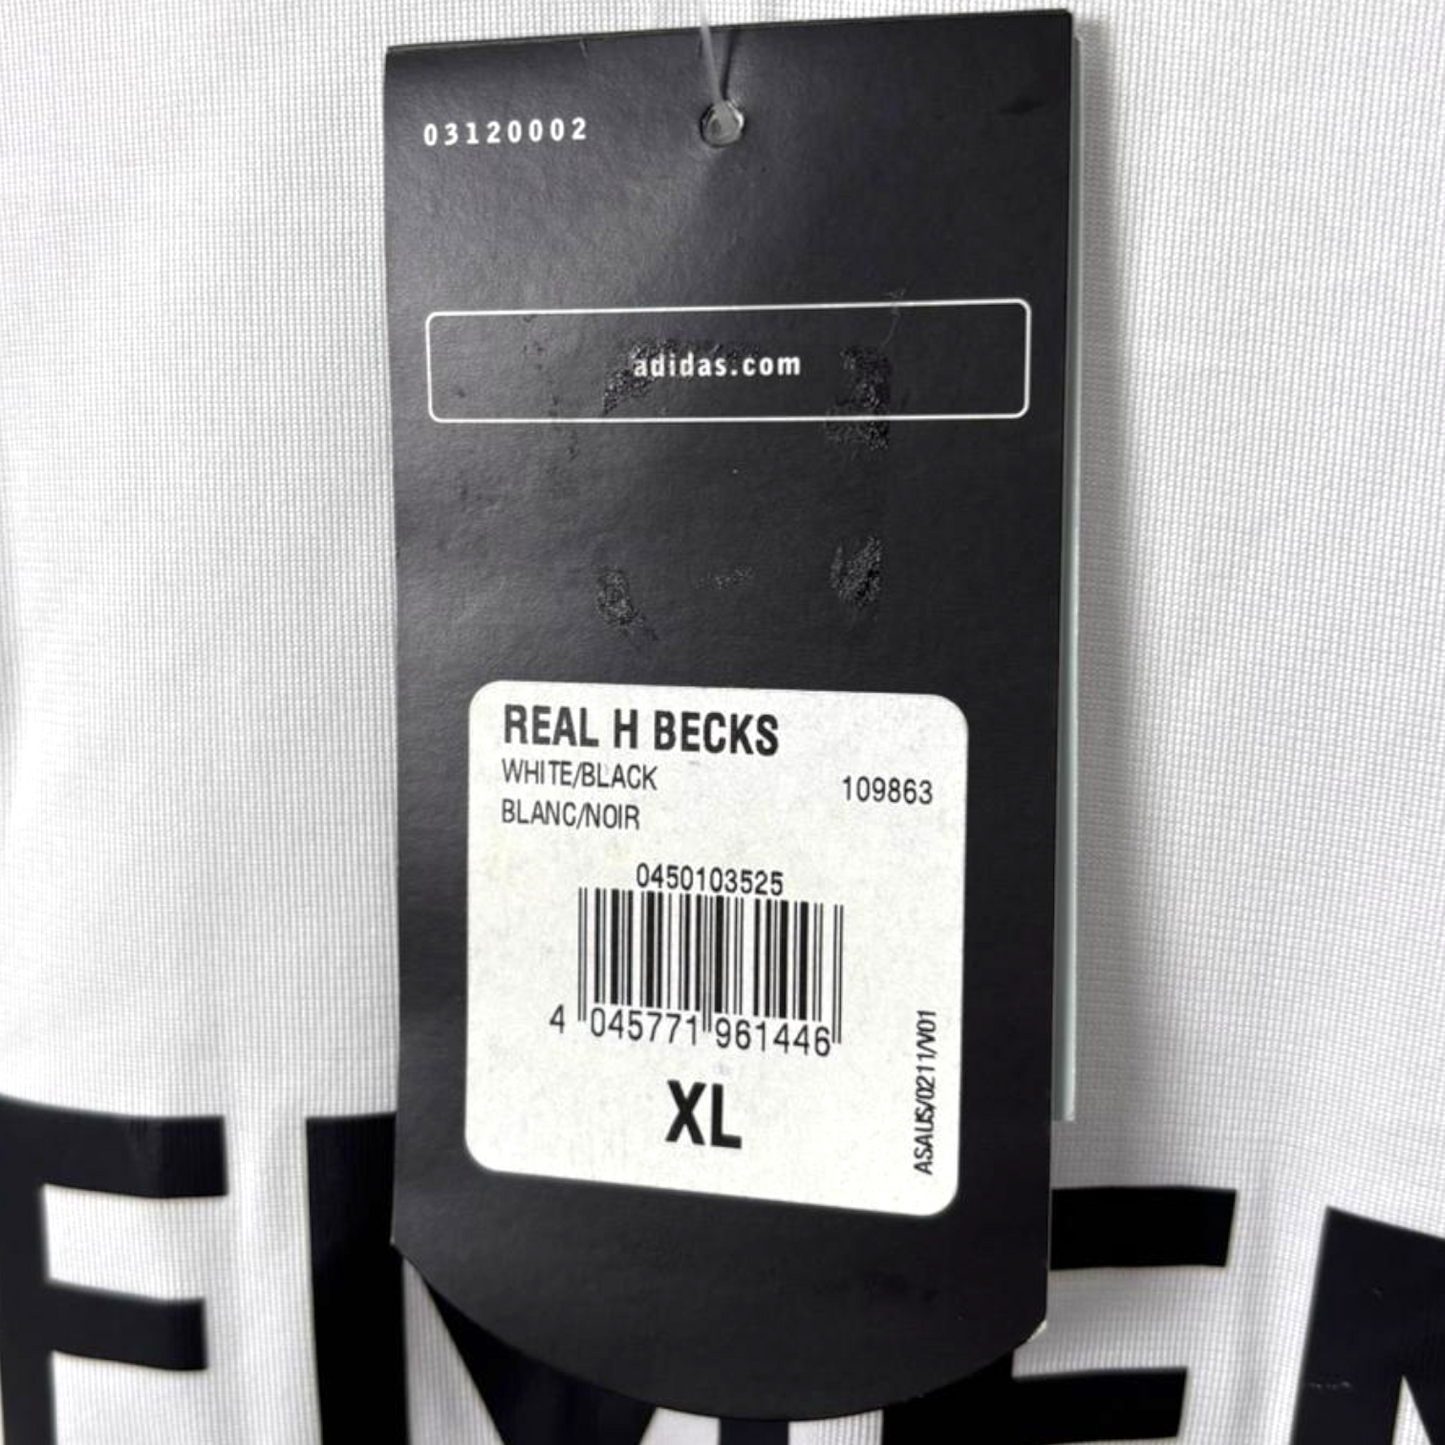 03120002
adidas.com
REAL H BECKS
WHITE/BLACK
109863
BLANC/NOIR
0450103525
4 045771 961446
XL
ASAUS/0211/V01